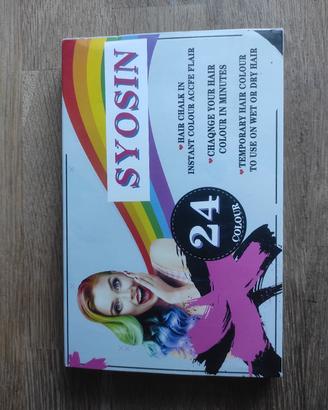 SYOSIN
HAIR CHALK IN
INSTANT COLOUR ACCFE FLAIR
CHAQNGE YOUR HAIR
COLOUR IN MINUTES
TEMPORARY HAIR COLOUR
TO USE ON WET OR DRY HAIR
24
COLOUR